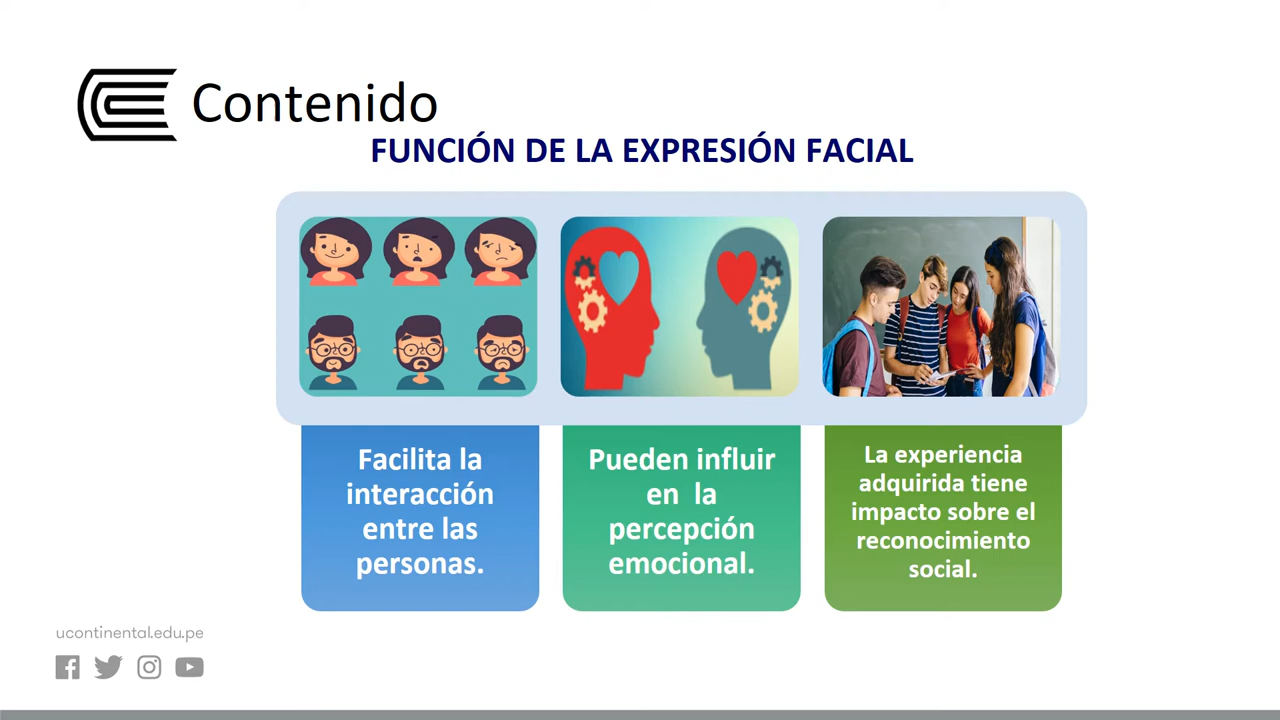 Contenido
FUNCIÓN DE LA EXPRESIÓN FACIAL
Facilita la
interacción
entre las
personas.
Pueden influir
en la
percepción
emocional.
La experiencia
adquirida tiene
impacto sobre el
reconocimiento
social.
ucontinental.edu.pe